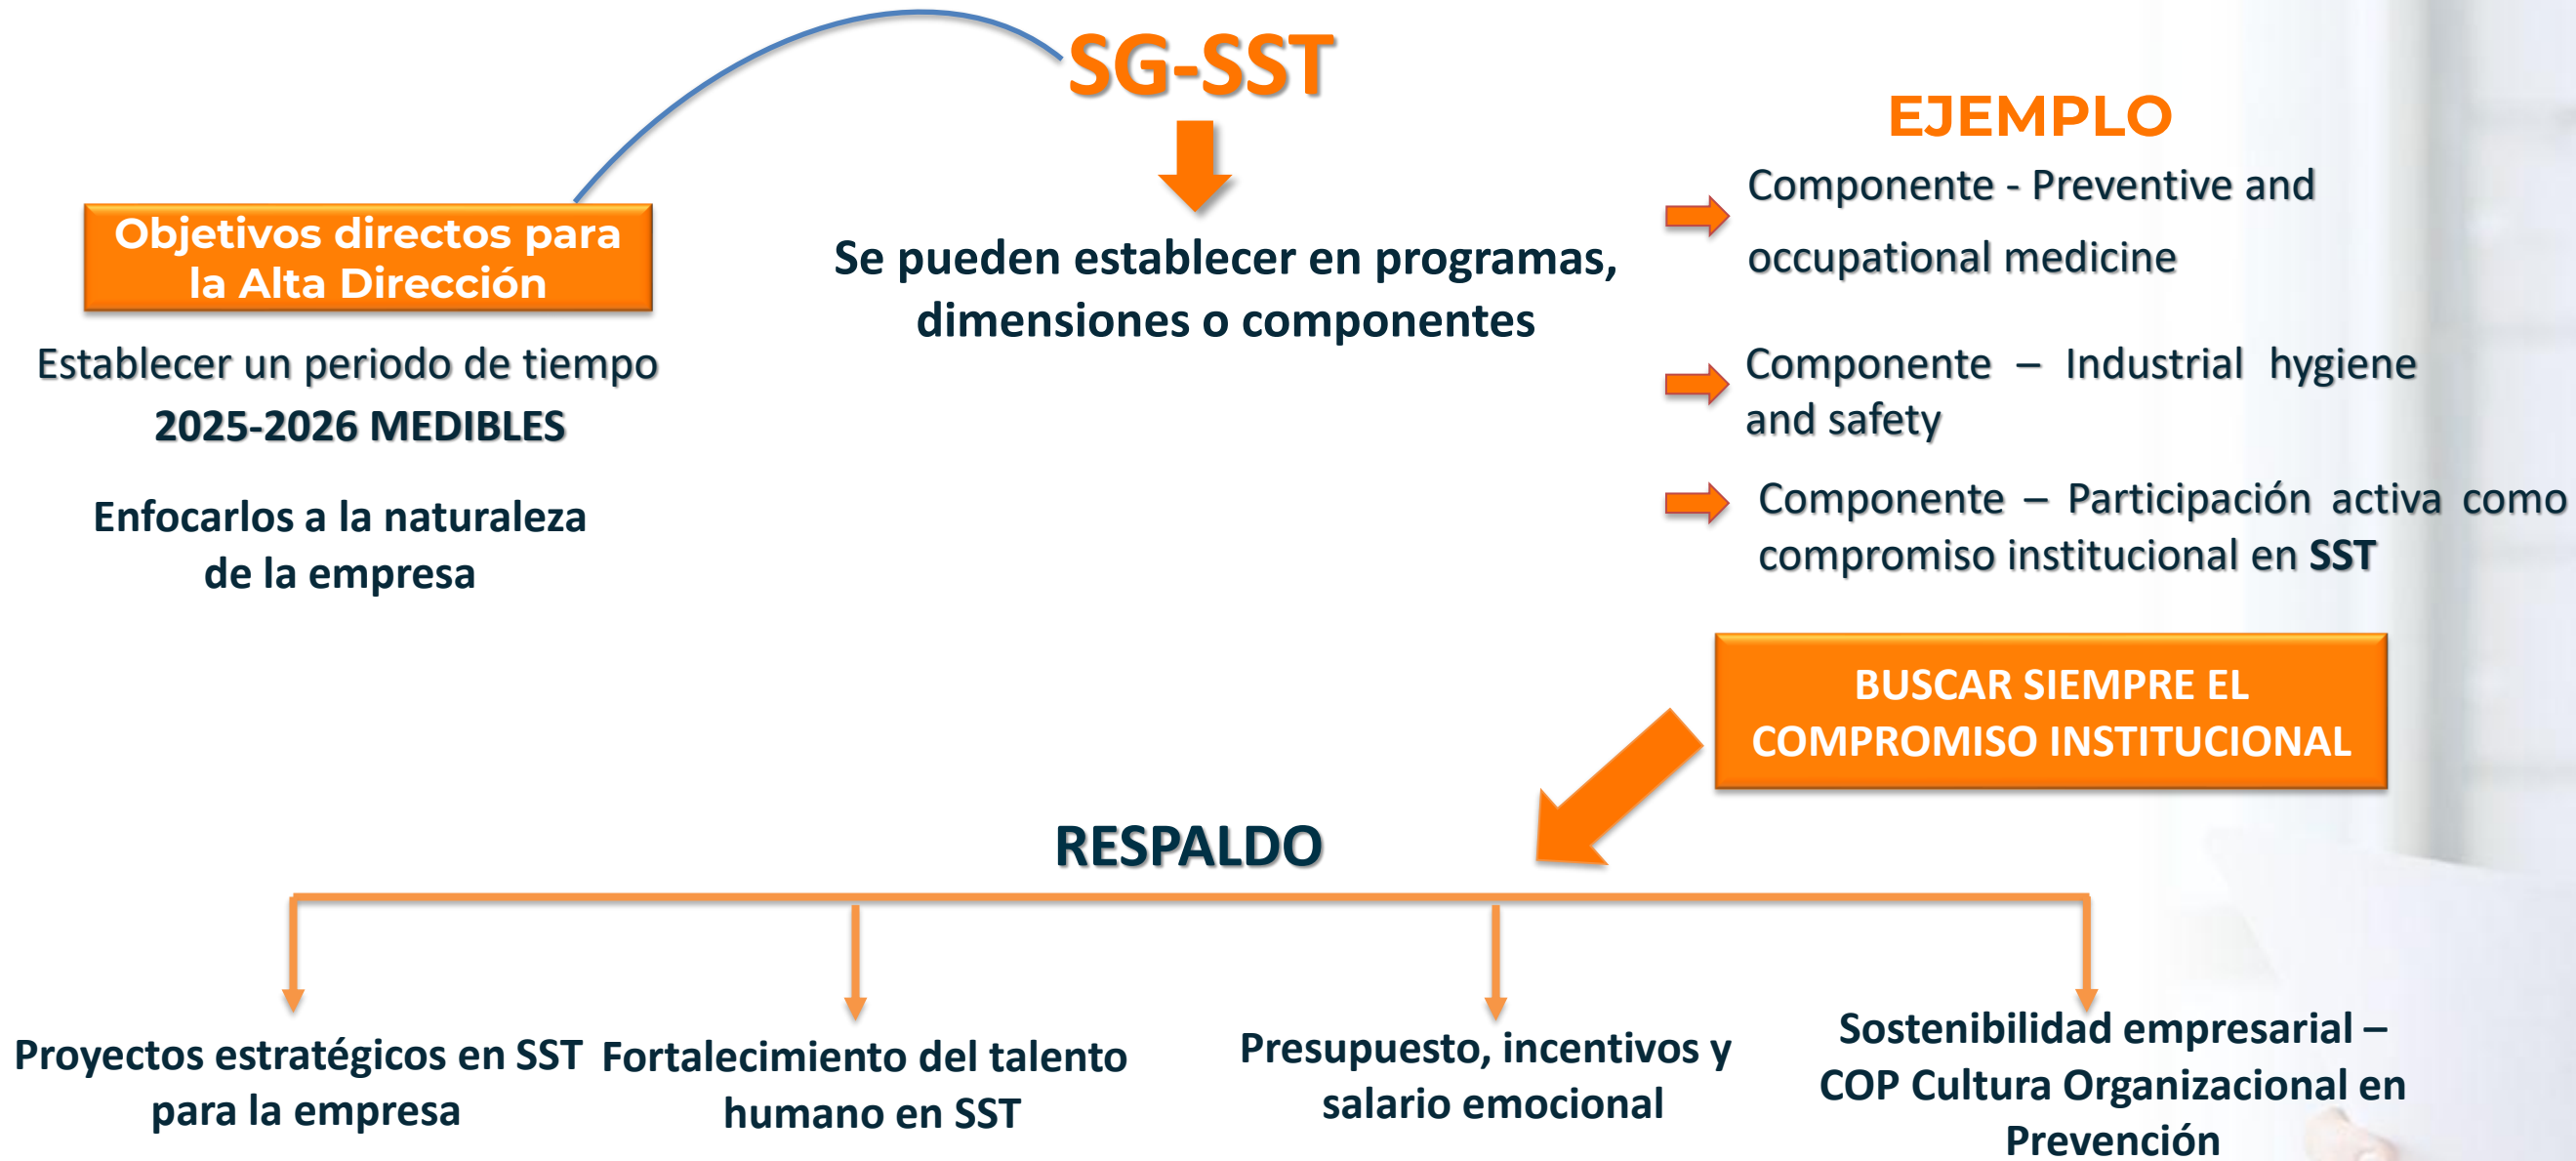 SG-SST
Objetivos directos para
la Alta Dirección
Establecer un periodo de tiempo
2025-2026 MEDIBLES
Enfocarlos a la naturaleza
de la empresa
Se pueden establecer en programas,
dimensiones o componentes
EJEMPLO
Componente - Preventive and
occupational medicine
Componente – Industrial hygiene
and safety
Componente – Participación activa como
compromiso institucional en SST
BUSCAR SIEMPRE EL
COMPROMISO INSTITUCIONAL
RESPALDO
Proyectos estratégicos en SST
para la empresa
Fortalecimiento del talento
humano en SST
Presupuesto, incentivos y
salario emocional
Sostenibilidad empresarial –
COP Cultura Organizacional en
Prevención